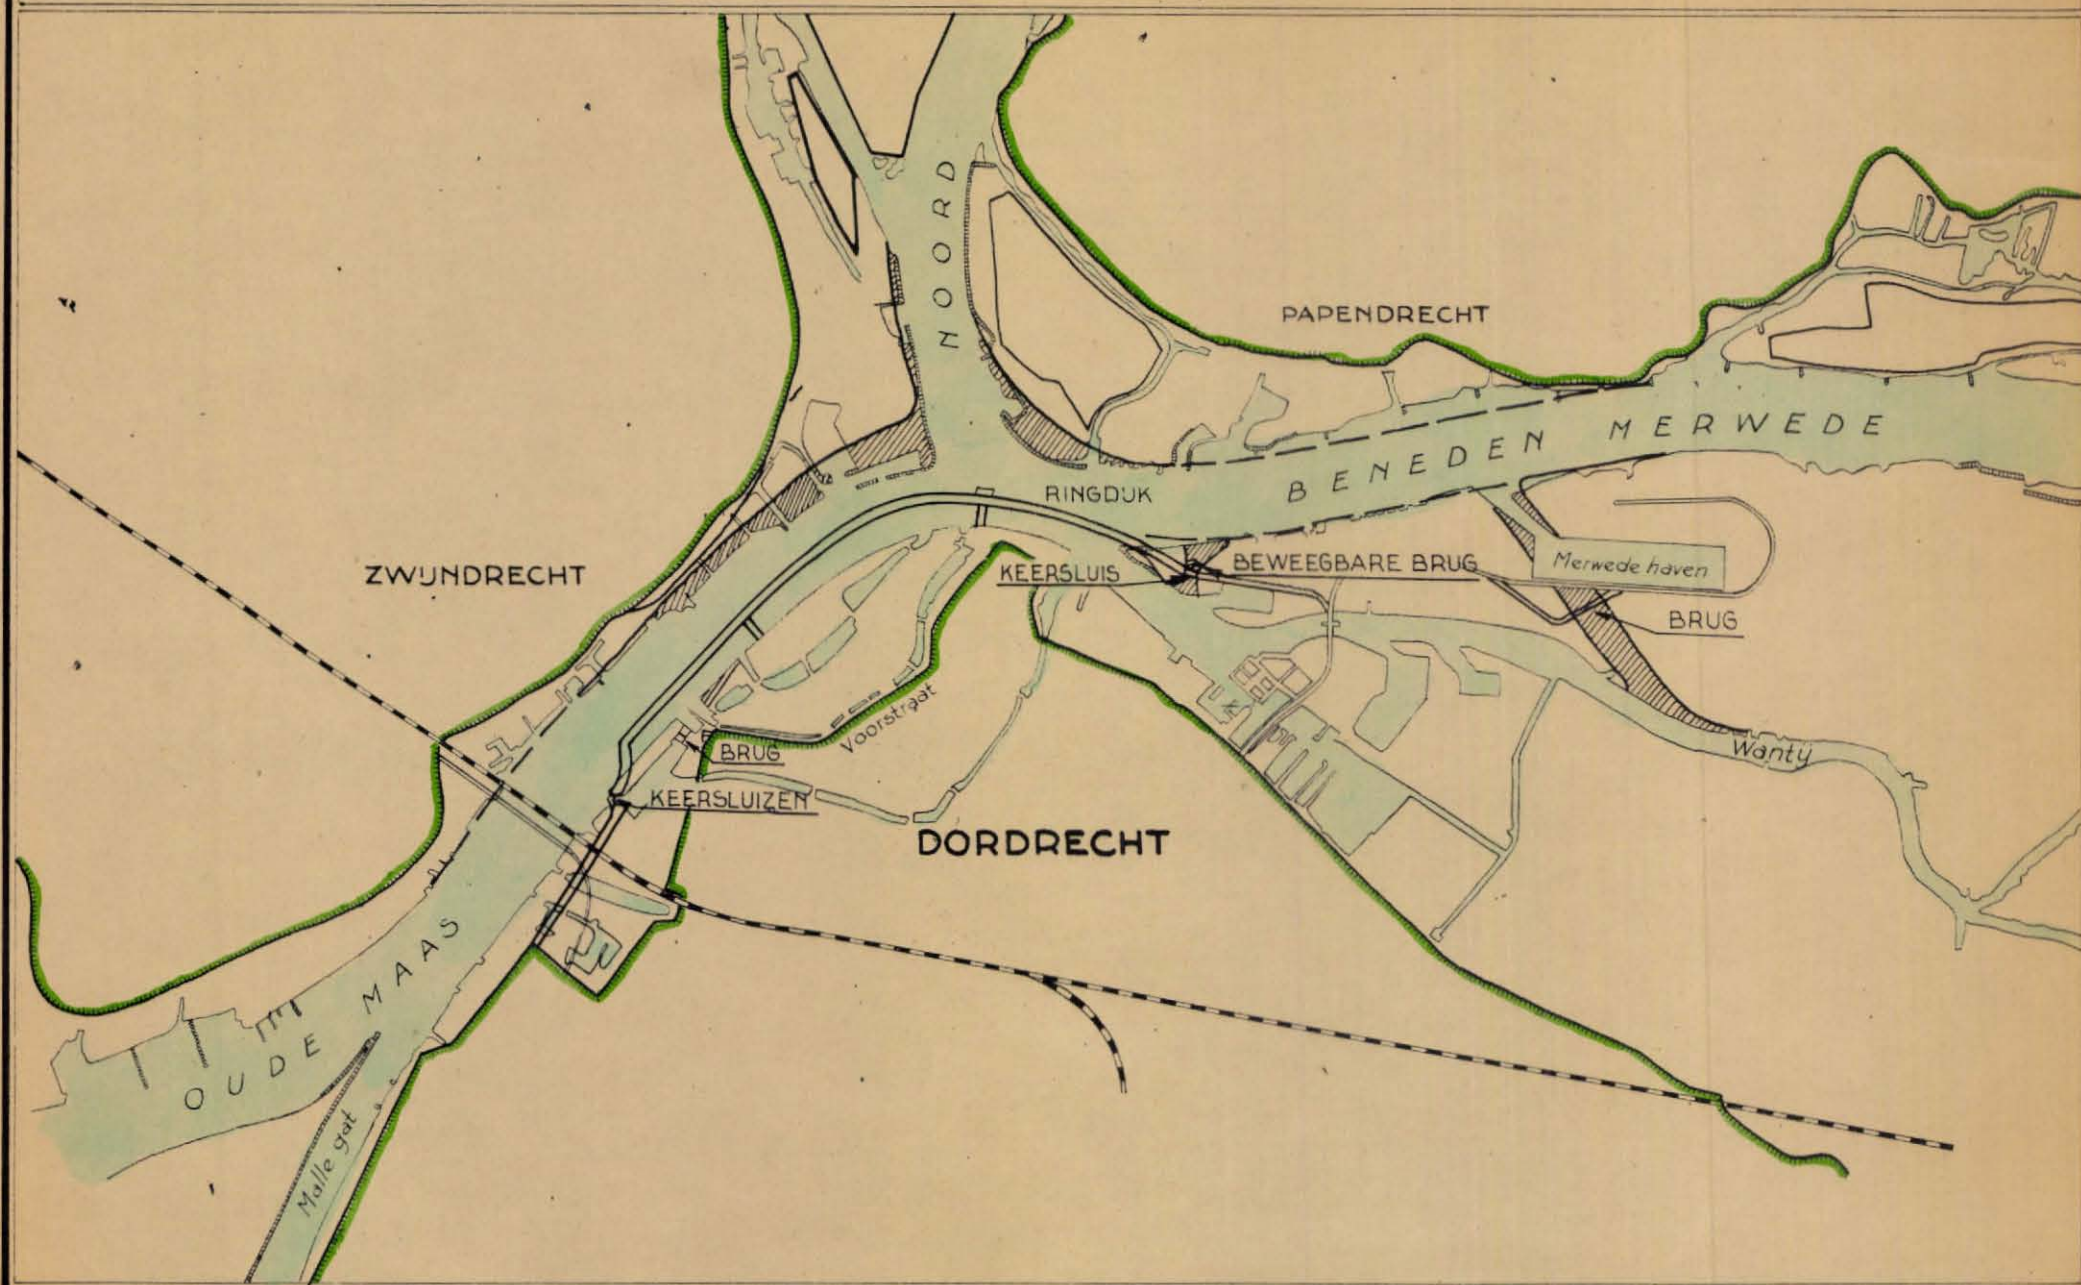 NOORD
PAPENDRECHT
BENEDEN MERWEDE
RINGDIJK
ZWIJNDRECHT
KEERSLUIS
BEWEEGBARE BRUG
Merwede haven
BRUG
Voorstraat
BRUG
Wantij
KEERSLUIZEN
DORDRECHT
OUDE MAAS
Malle gat